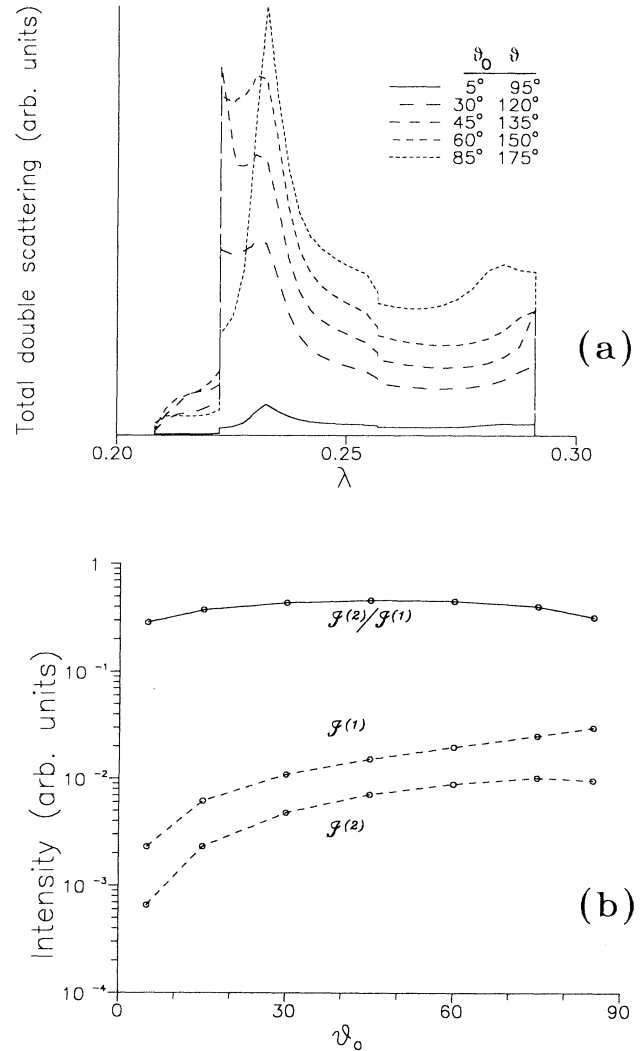 Total double scattering (arb. units)
ϑ₀ ϑ
5° 95°
30° 120°
45° 135°
60° 150°
85° 175°
(a)
0.20 0.25 0.30
λ
Intensity (arb. units)
1
10⁻¹
10⁻²
10⁻³
10⁻⁴
𝒥⁽²⁾/𝒥⁽¹⁾
𝒥⁽¹⁾
𝒥⁽²⁾
(b)
0 30 60 90
ϑ₀